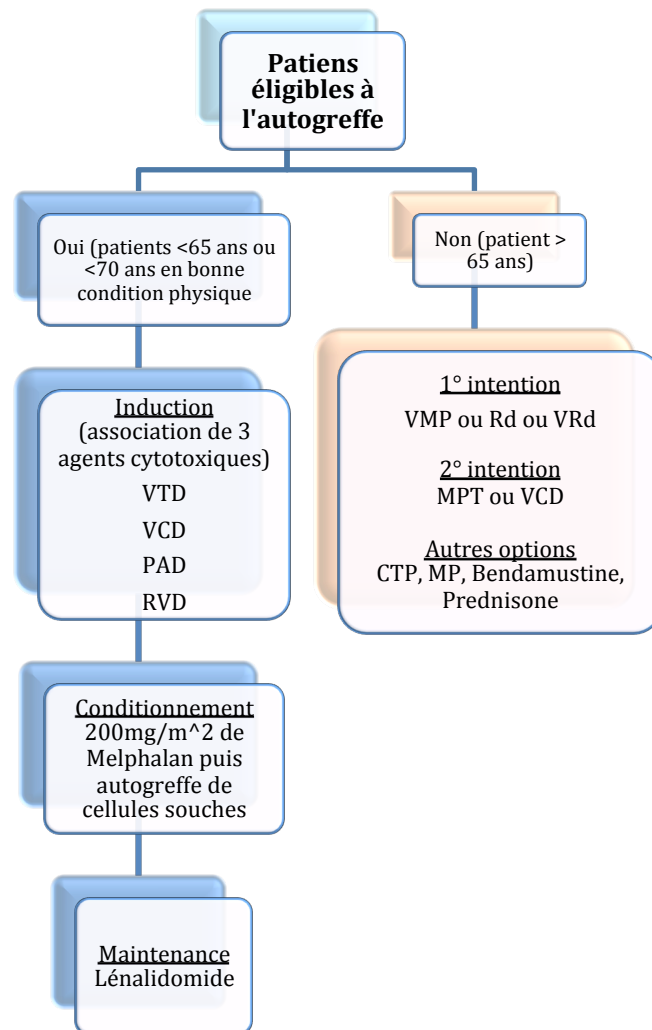 Patiens
éligibles à
l'autogreffe
Oui (patients <65 ans ou
<70 ans en bonne
condition physique
Non (patient >
65 ans)
Induction
(association de 3
agents cytotoxiques)
VTD
VCD
PAD
RVD
1° intention
VMP ou Rd ou VRd
2° intention
MPT ou VCD
Autres options
CTP, MP, Bendamustine,
Prednisone
Conditionnement
200mg/m^2 de
Melphalan puis
autogreffe de
cellules souches
Maintenance
Lénalidomide